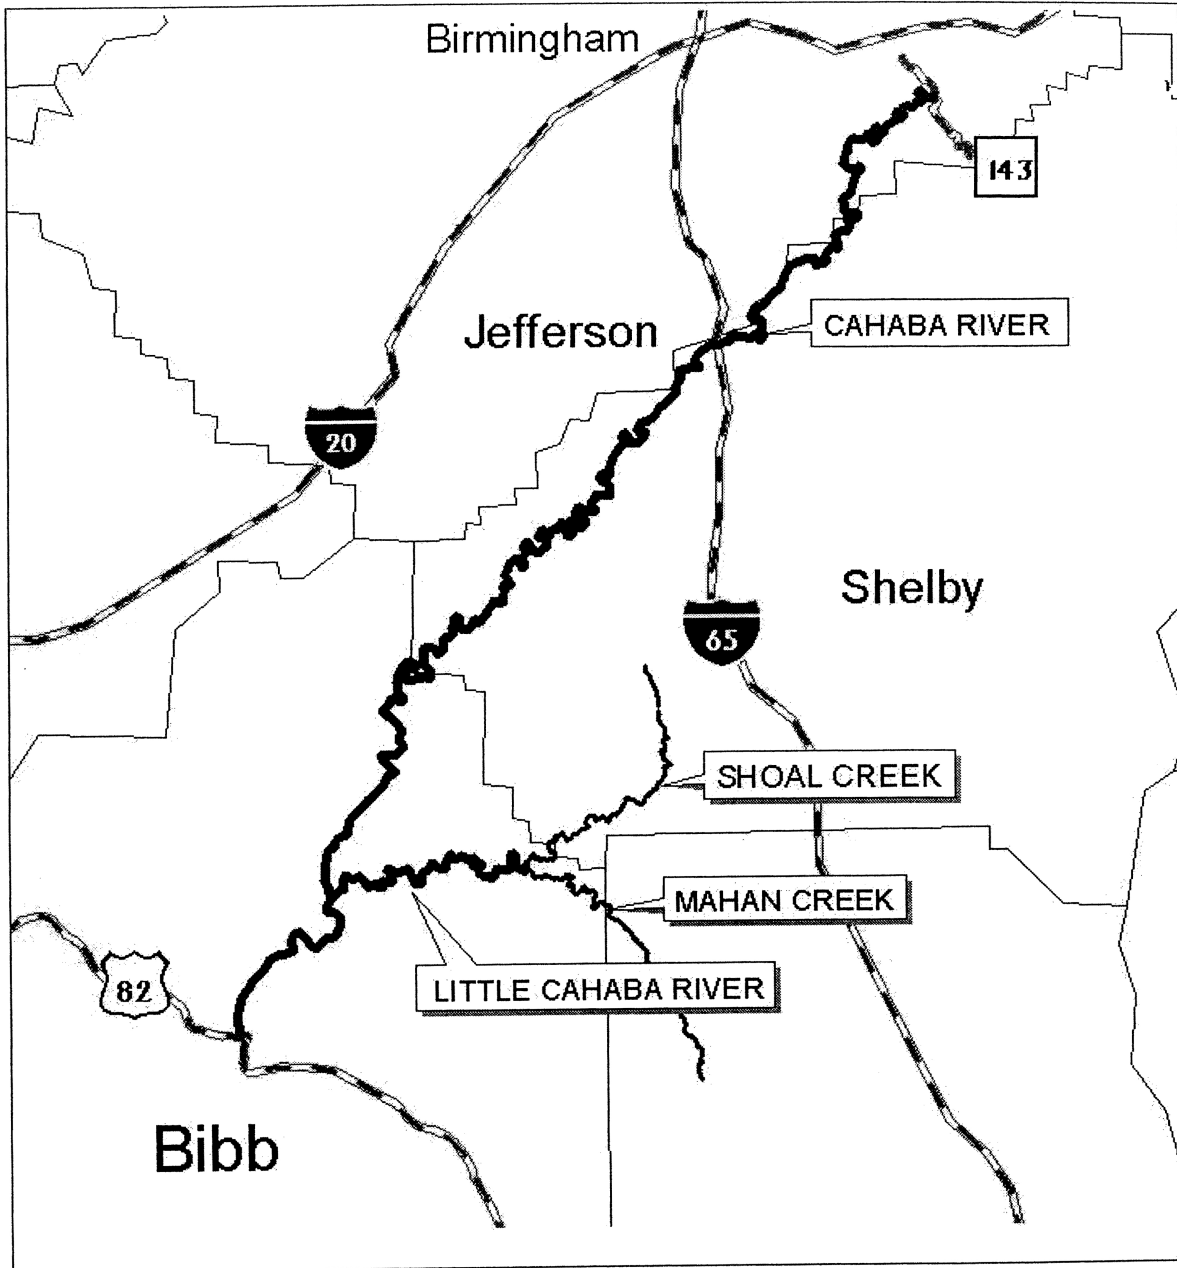 Birmingham
143
CAHABA RIVER
Jefferson
20
Shelby
65
SHOAL CREEK
MAHAN CREEK
82
LITTLE CAHABA RIVER
Bibb